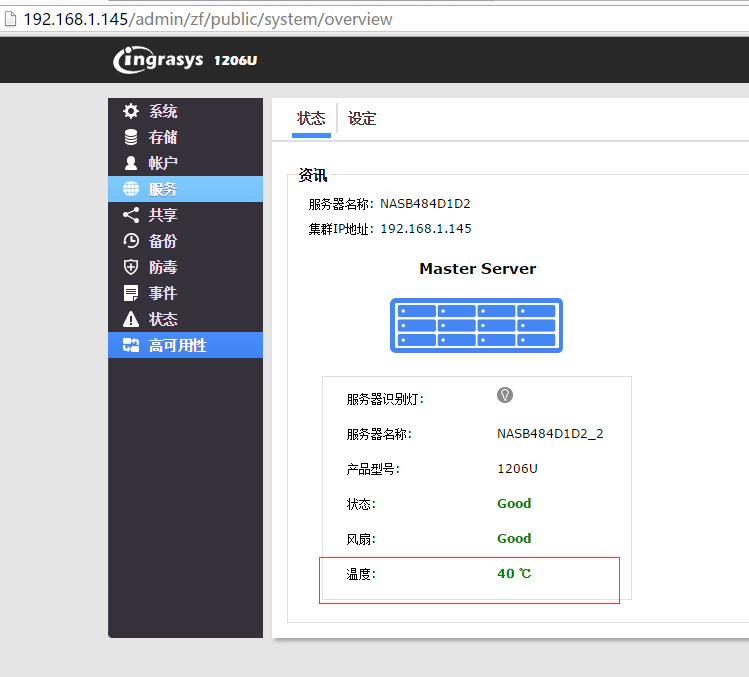 192.168.1.145/admin/zf/public/system/overview
ingrasys 1206U
系统
存储
帐户
服务
共享
备份
防毒
事件
状态
高可用性
状态
设定
资讯
服务器名称: NASB484D1D2
集群IP地址: 192.168.1.145
Master Server
服务器识别灯:
服务器名称: NASB484D1D2_2
产品型号: 1206U
状态: Good
风扇: Good
温度: 40 ℃